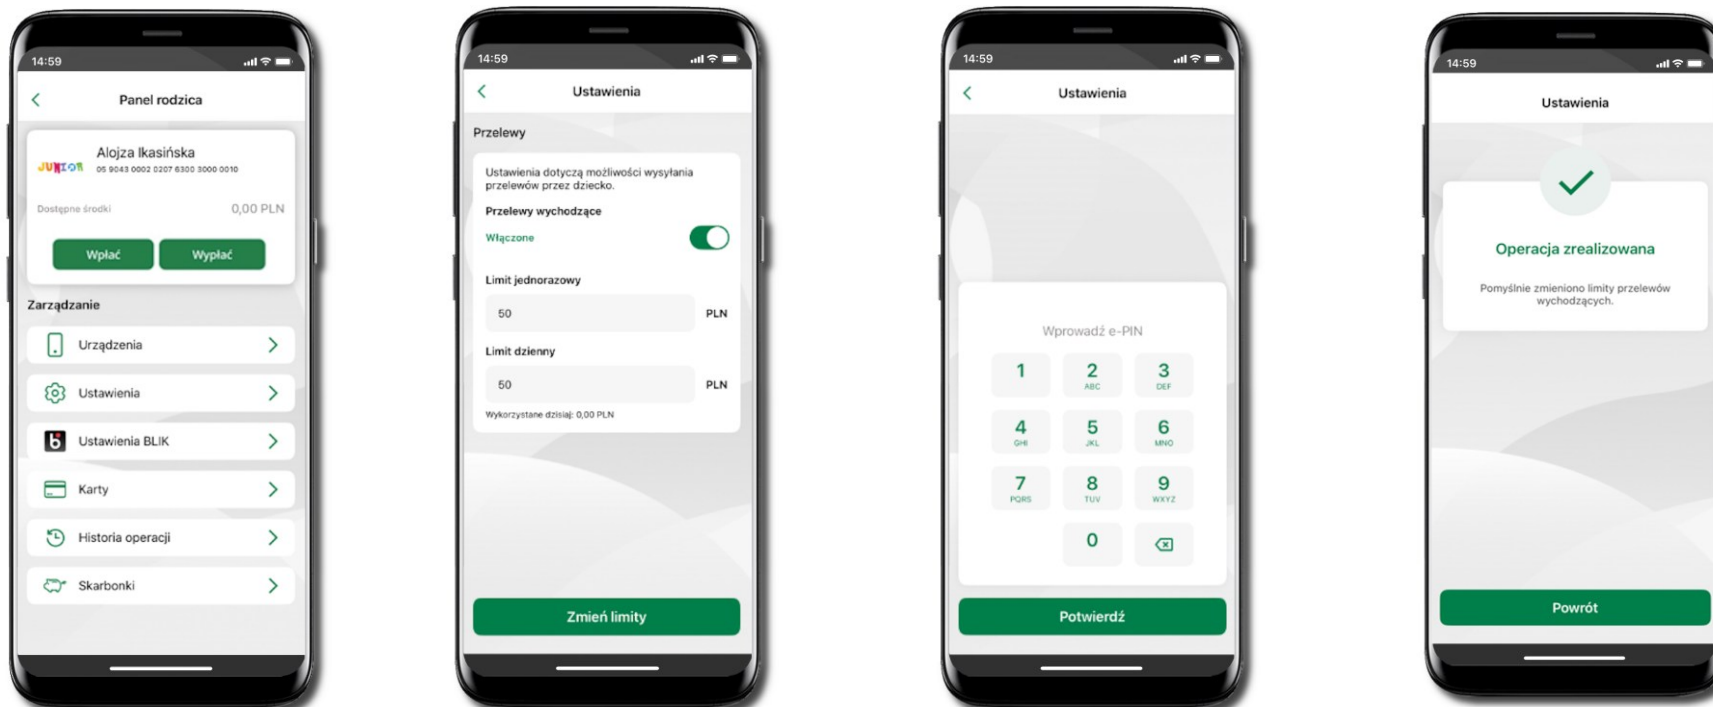 14:59
Panel rodzica
JUNIOR
Alojza Ikasińska
05 9043 0002 0207 6300 3000 0010
Dostępne środki
0,00 PLN
Wpłać
Wypłać
Zarządzanie
Urządzenia
Ustawienia
Ustawienia BLIK
Karty
Historia operacji
Skarbonki
14:59
Ustawienia
Przelewy
Ustawienia dotyczą możliwości wysyłania
przelewów przez dziecko.
Przelewy wychodzące
Włączone
Limit jednorazowy
50 PLN
Limit dzienny
50 PLN
Wykorzystane dzisiaj: 0,00 PLN
Zmień limity
14:59
Ustawienia
Wprowadź e-PIN
1 2 3
ABC DEF
4 5 6
GHI JKL MNO
7 8 9
PQRS TUV WXYZ
0
Potwierdź
14:59
Ustawienia
Operacja zrealizowana
Pomyślnie zmieniono limity przelewów
wychodzących.
Powrót